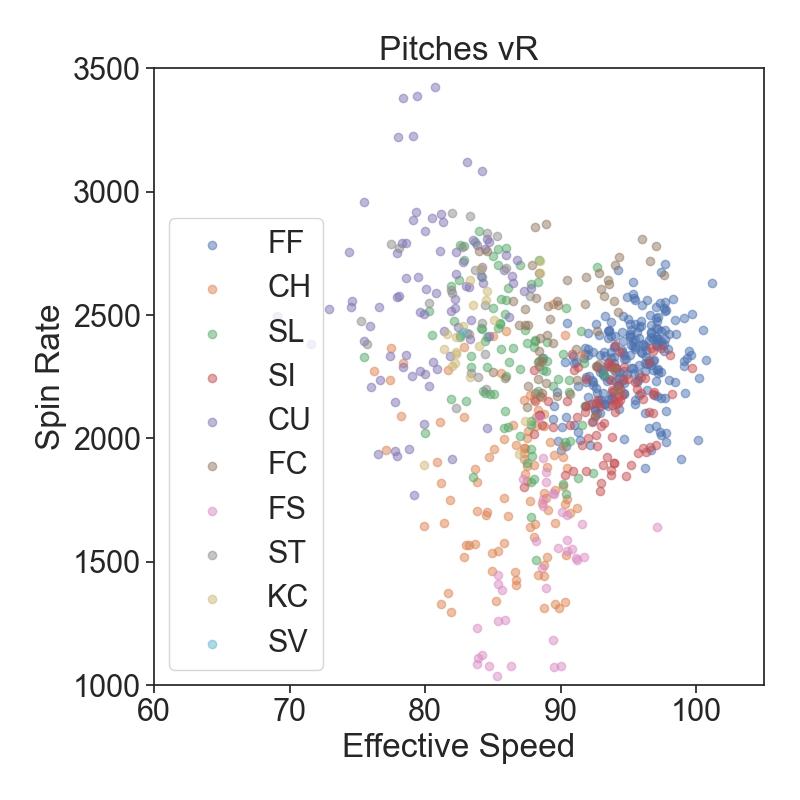 Pitches vR
3500
3000
2500
2000
1500
1000
Spin Rate
FF
CH
SL
SI
CU
FC
FS
ST
KC
SV
60 70 80 90 100
Effective Speed